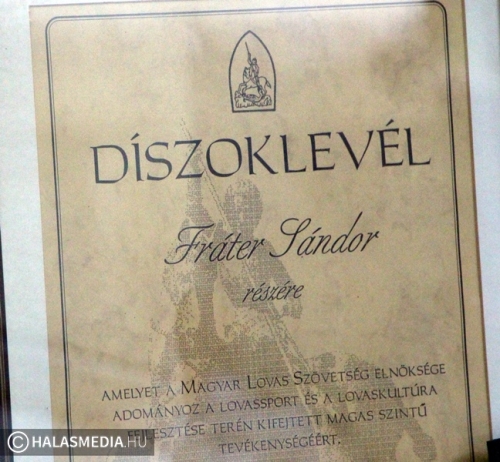 DÍSZOKLEVÉL
Fráter Sándor
részére
AMELYET A MAGYAR LOVAS SZÖVETSÉG ELNÖKSÉGE
ADOMÁNYOZ A LOVASSPORT ÉS A LOVASKULTÚRA
FEJLESZTÉSE TERÉN KIFEJTETT MAGAS SZINTŰ
TEVÉKENYSÉGÉÉRT.
© HALASMEDIA.HU